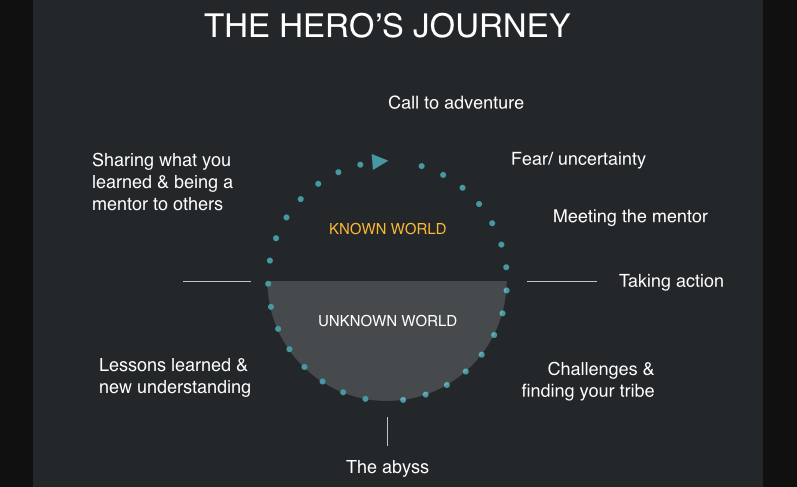 THE HERO’S JOURNEY
Call to adventure
Fear/ uncertainty
Meeting the mentor
Taking action
Challenges &
finding your tribe
The abyss
Lessons learned &
new understanding
Sharing what you
learned & being a
mentor to others
KNOWN WORLD
UNKNOWN WORLD